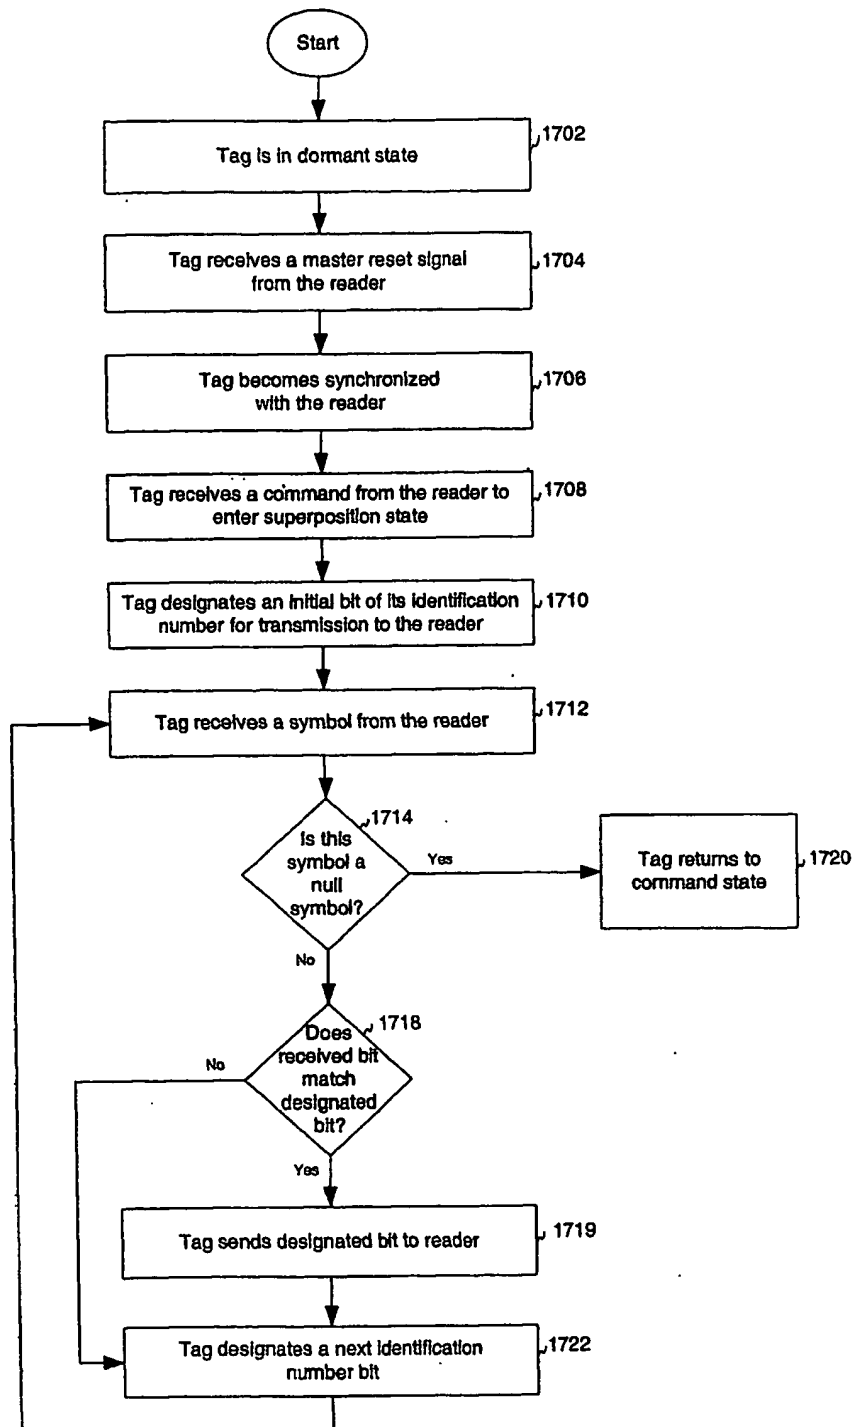 Start
Tag is in dormant state
1702
Tag receives a master reset signal
from the reader
1704
Tag becomes synchronized
with the reader
1706
Tag receives a command from the reader to
enter superposition state
1708
Tag designates an initial bit of its identification
number for transmission to the reader
1710
Tag receives a symbol from the reader
1712
1714
Is this
symbol a
null
symbol?
Yes
Tag returns to
command state
1720
No
1718
Does
received bit
match
designated
bit?
No
Yes
Tag sends designated bit to reader
1719
Tag designates a next identification
number bit
1722